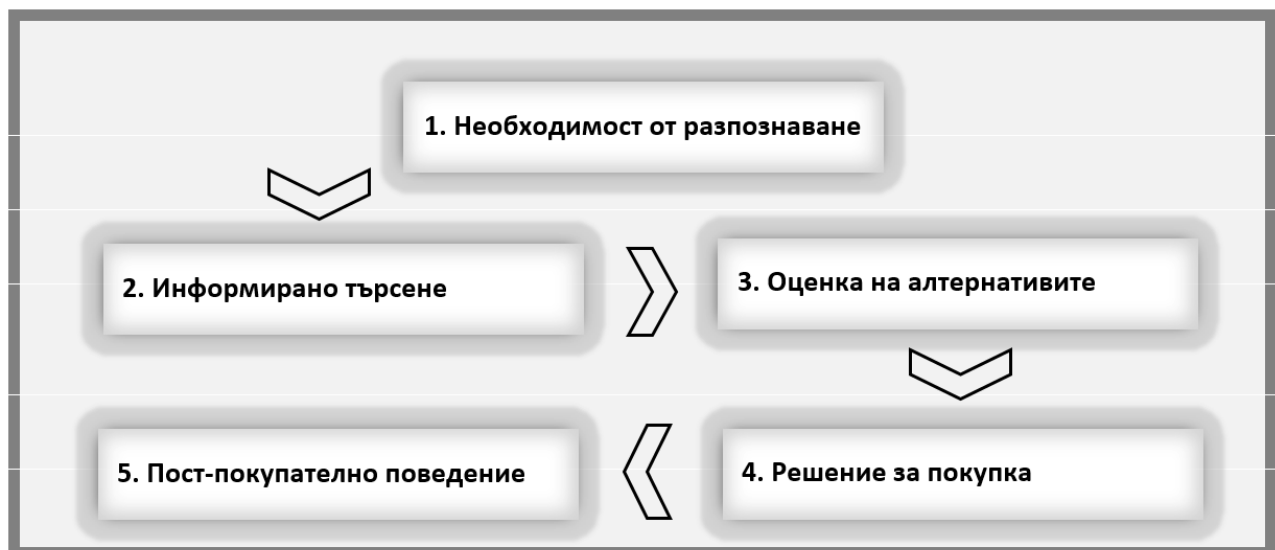 1. Необходимост от разпознаване
2. Информирано търсене
3. Оценка на алтернативите
4. Решение за покупка
5. Пост-покупателно поведение